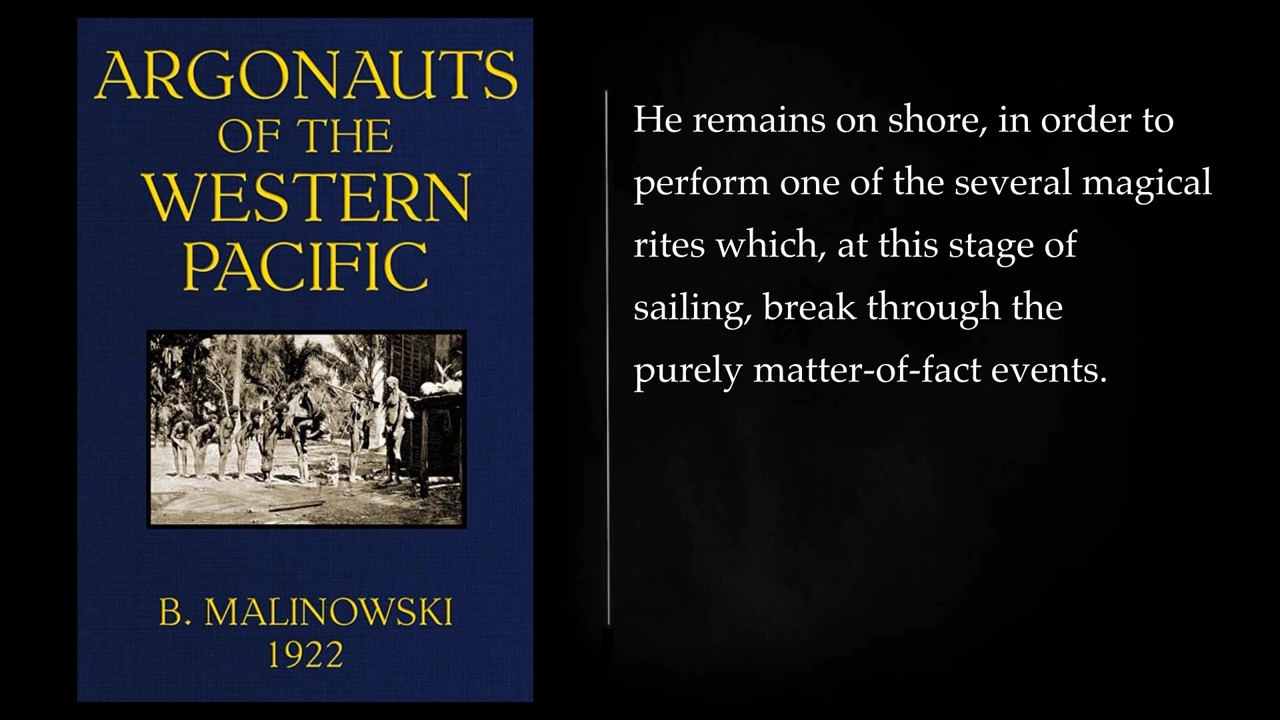 ARGONAUTS
OF THE
WESTERN
PACIFIC
B. MALINOWSKI
1922
He remains on shore, in order to
perform one of the several magical
rites which, at this stage of
sailing, break through the
purely matter-of-fact events.